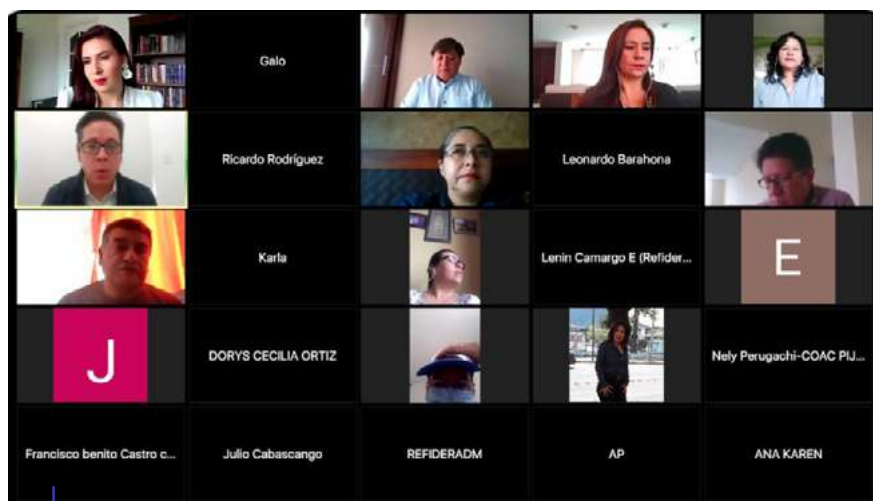 Galo
Ricardo Rodríguez
Leonardo Barahona
Karla
Lenin Camargo E (Refider...
E
J
DORYS CECILIA ORTIZ
Nely Perugachi-COAC PIJ...
Francisco benito Castro c...
Julio Cabascango
REFIDERADM
AP
ANA KAREN